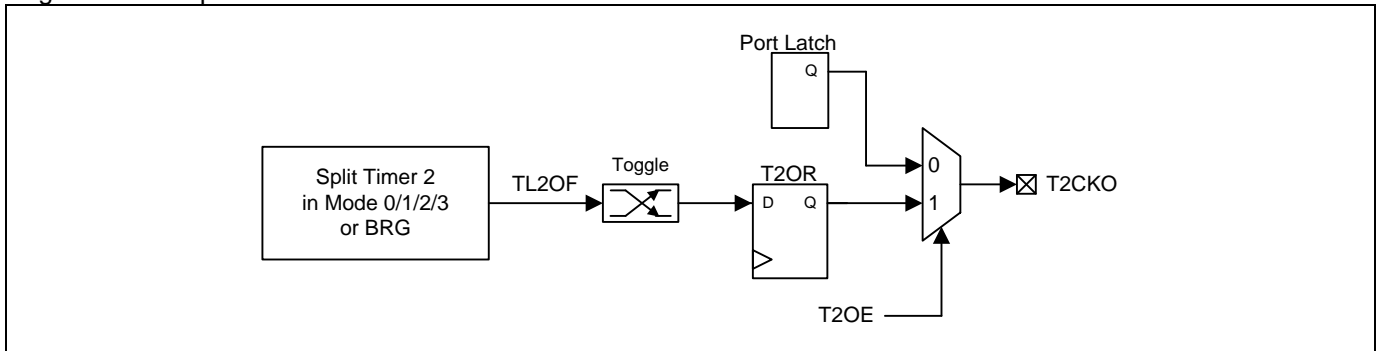 Port Latch
Q
Split Timer 2
in Mode 0/1/2/3
or BRG
TL2OF
Toggle
T2OR
D
Q
0
1
T2CKO
T2OE